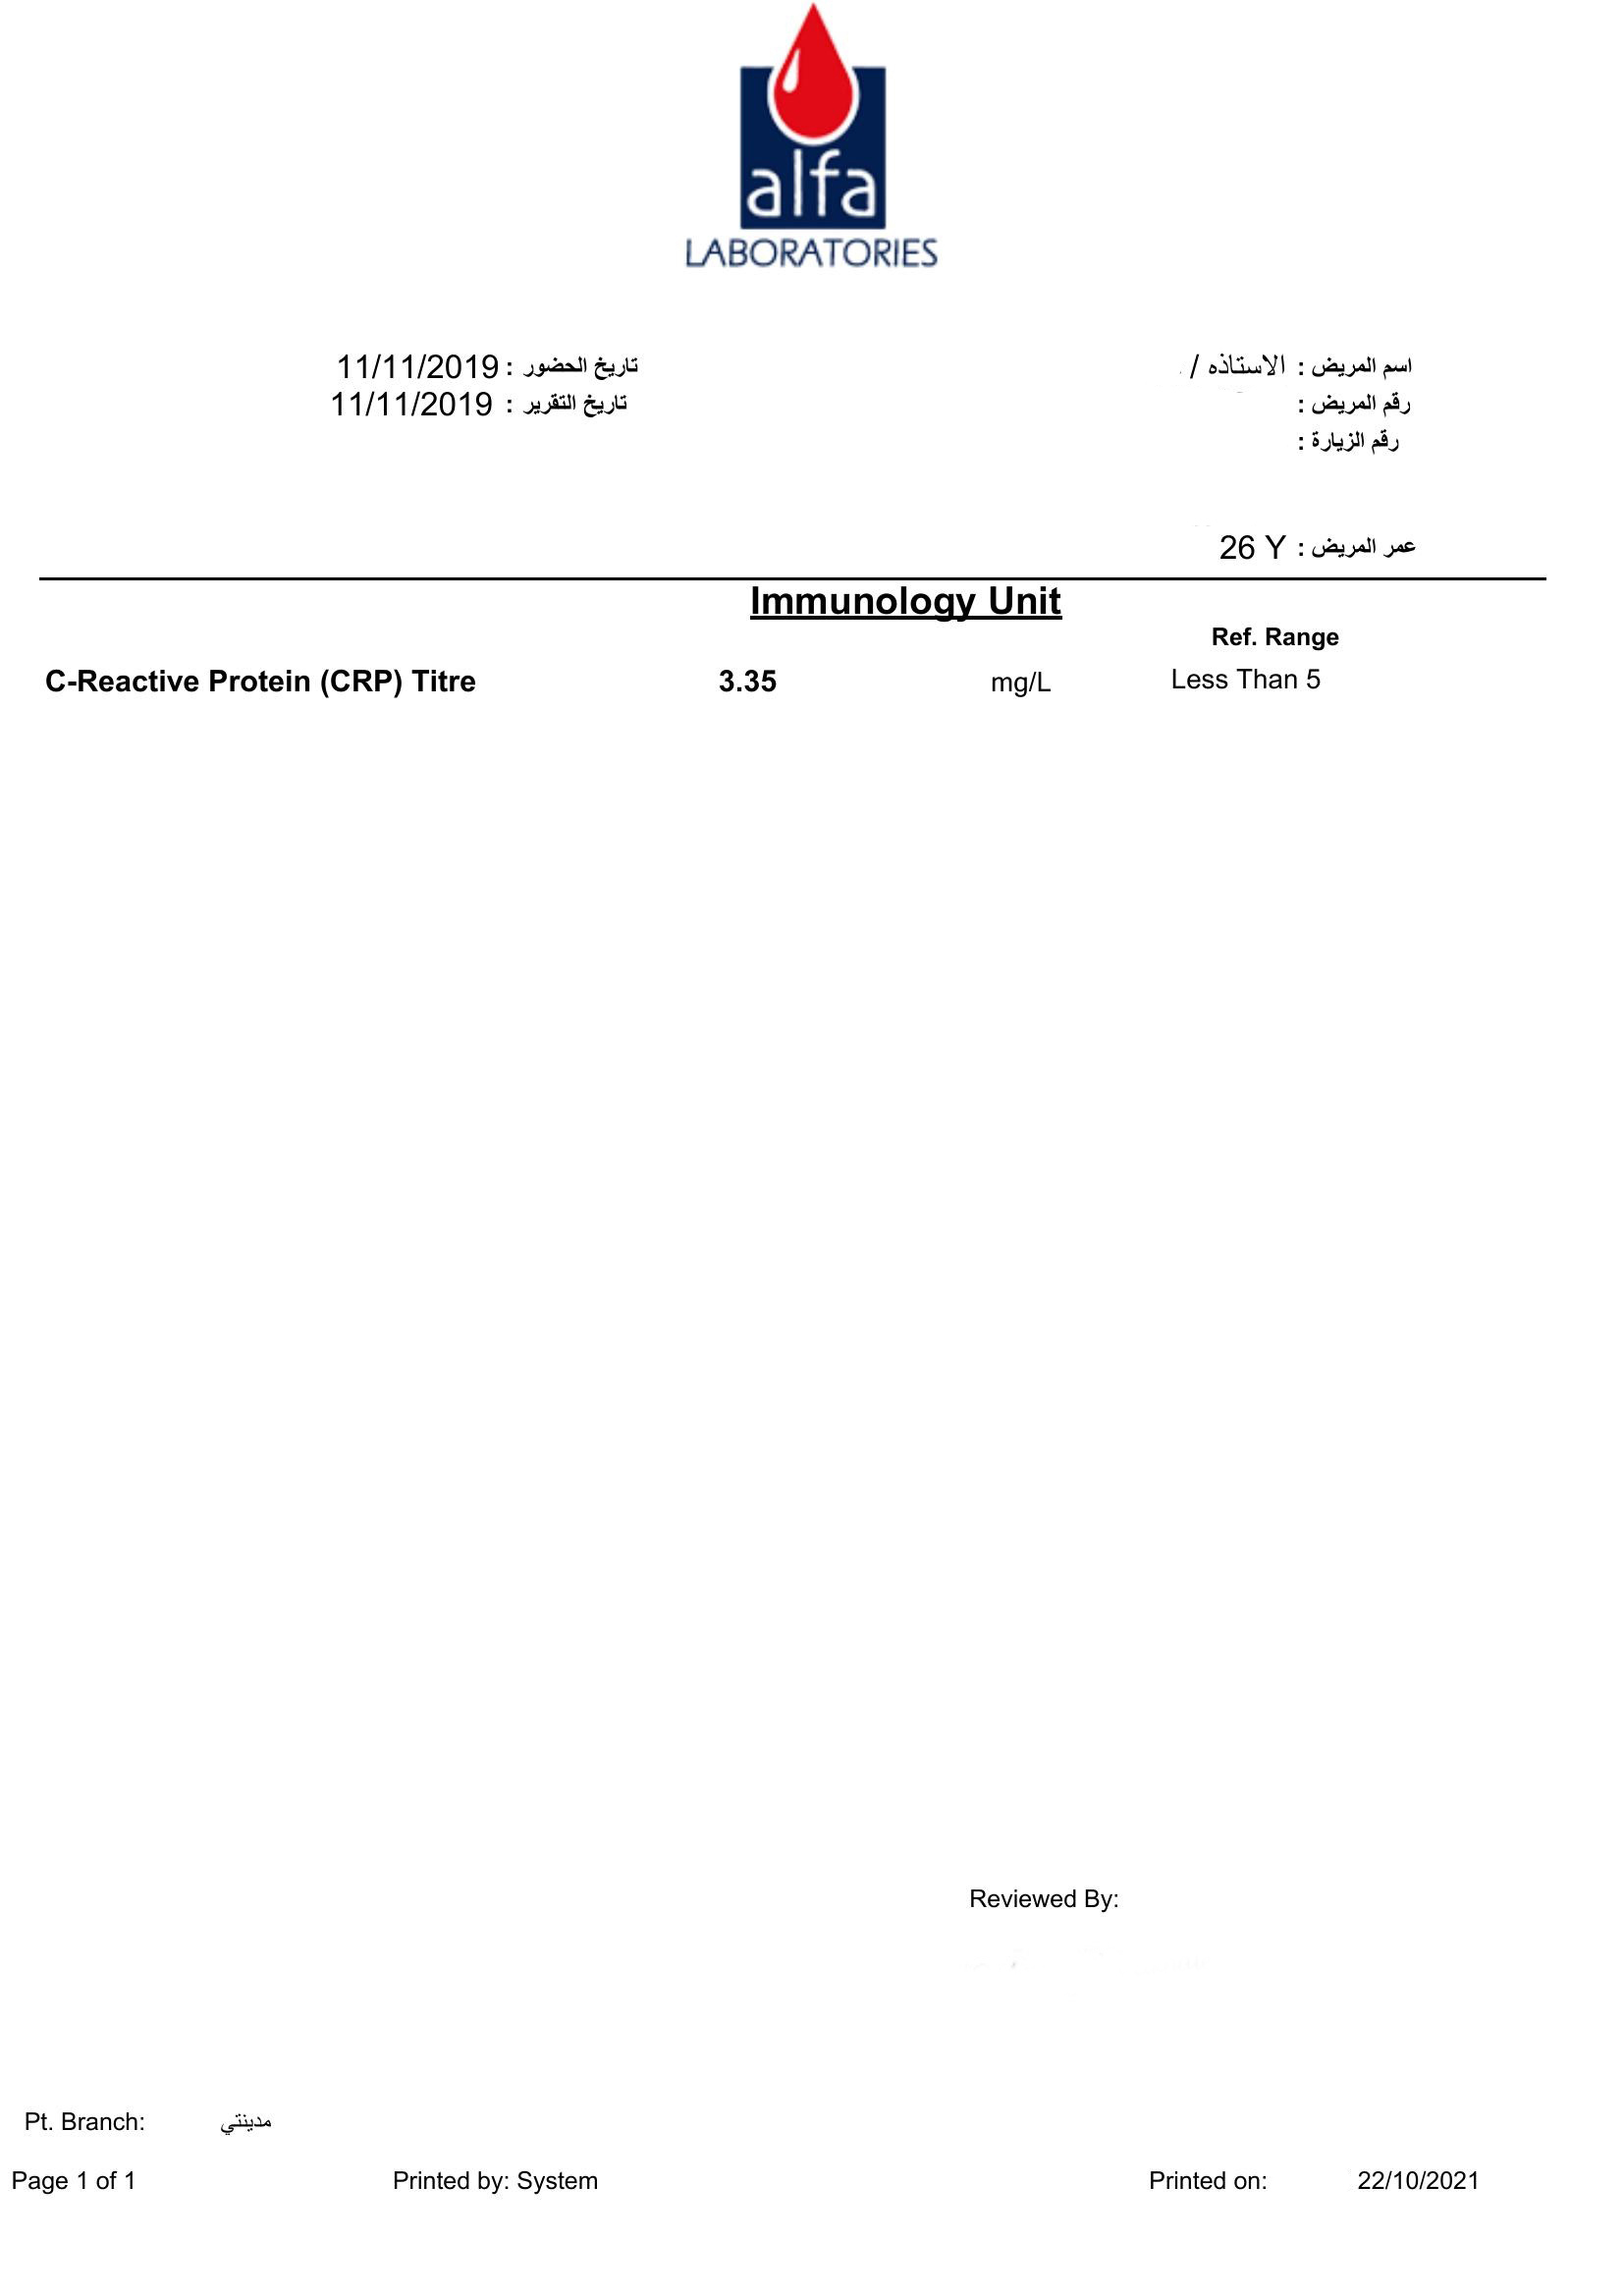 alfa
LABORATORIES
اسم المريض : الاستاذه /
تاريخ الحضور : 11/11/2019
رقم المريض :
تاريخ التقرير : 11/11/2019
رقم الزيارة :
عمر المريض : 26 Y
Immunology Unit
Ref. Range
C-Reactive Protein (CRP) Titre 3.35 mg/L Less Than 5
Reviewed By:
Pt. Branch: مدينتي
Page 1 of 1 Printed by: System Printed on: 22/10/2021